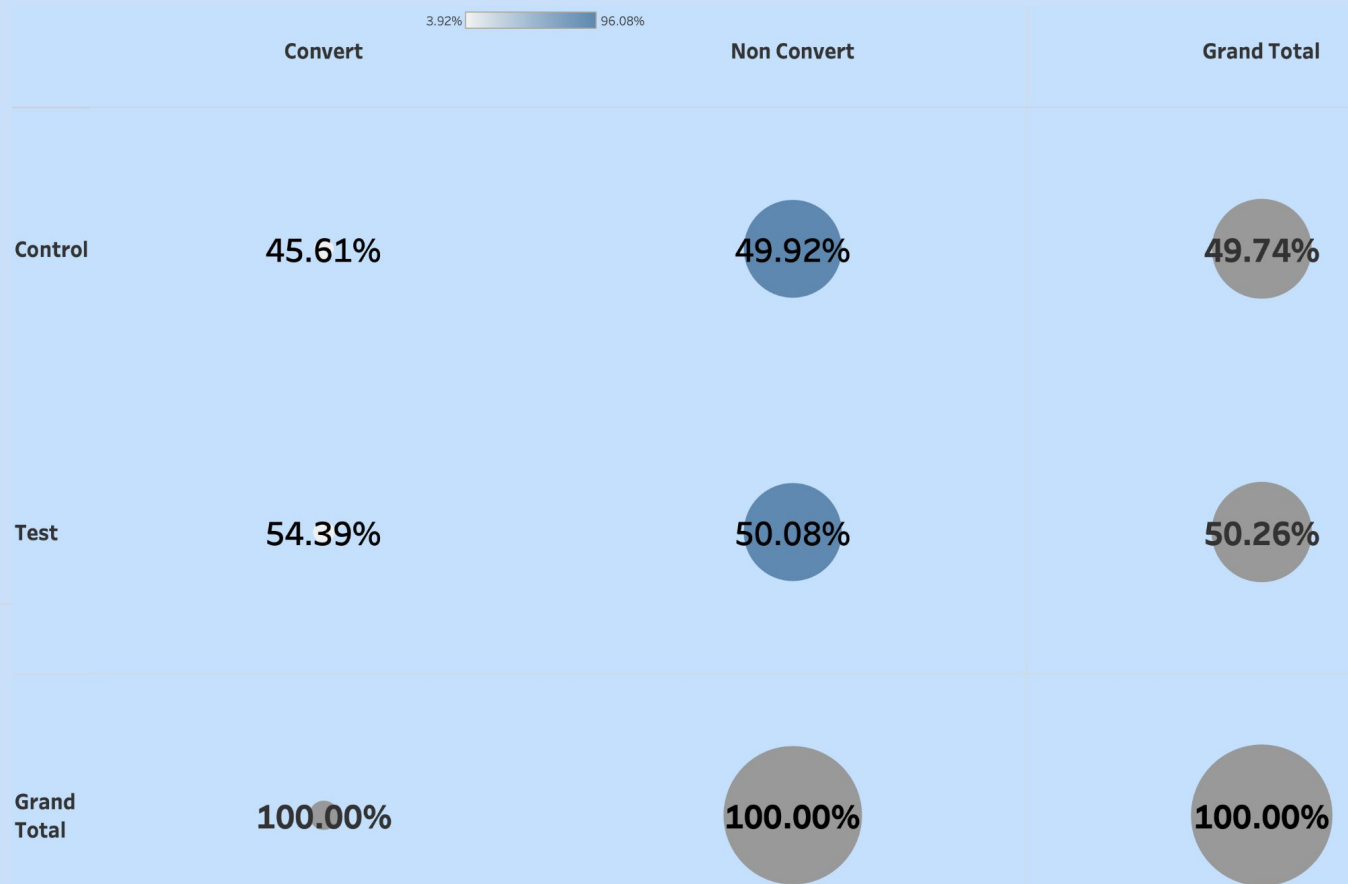 3.92% 96.08%
Convert Non Convert Grand Total
Control 45.61% 49.92% 49.74%
Test 54.39% 50.08% 50.26%
Grand
Total 100.00% 100.00% 100.00%